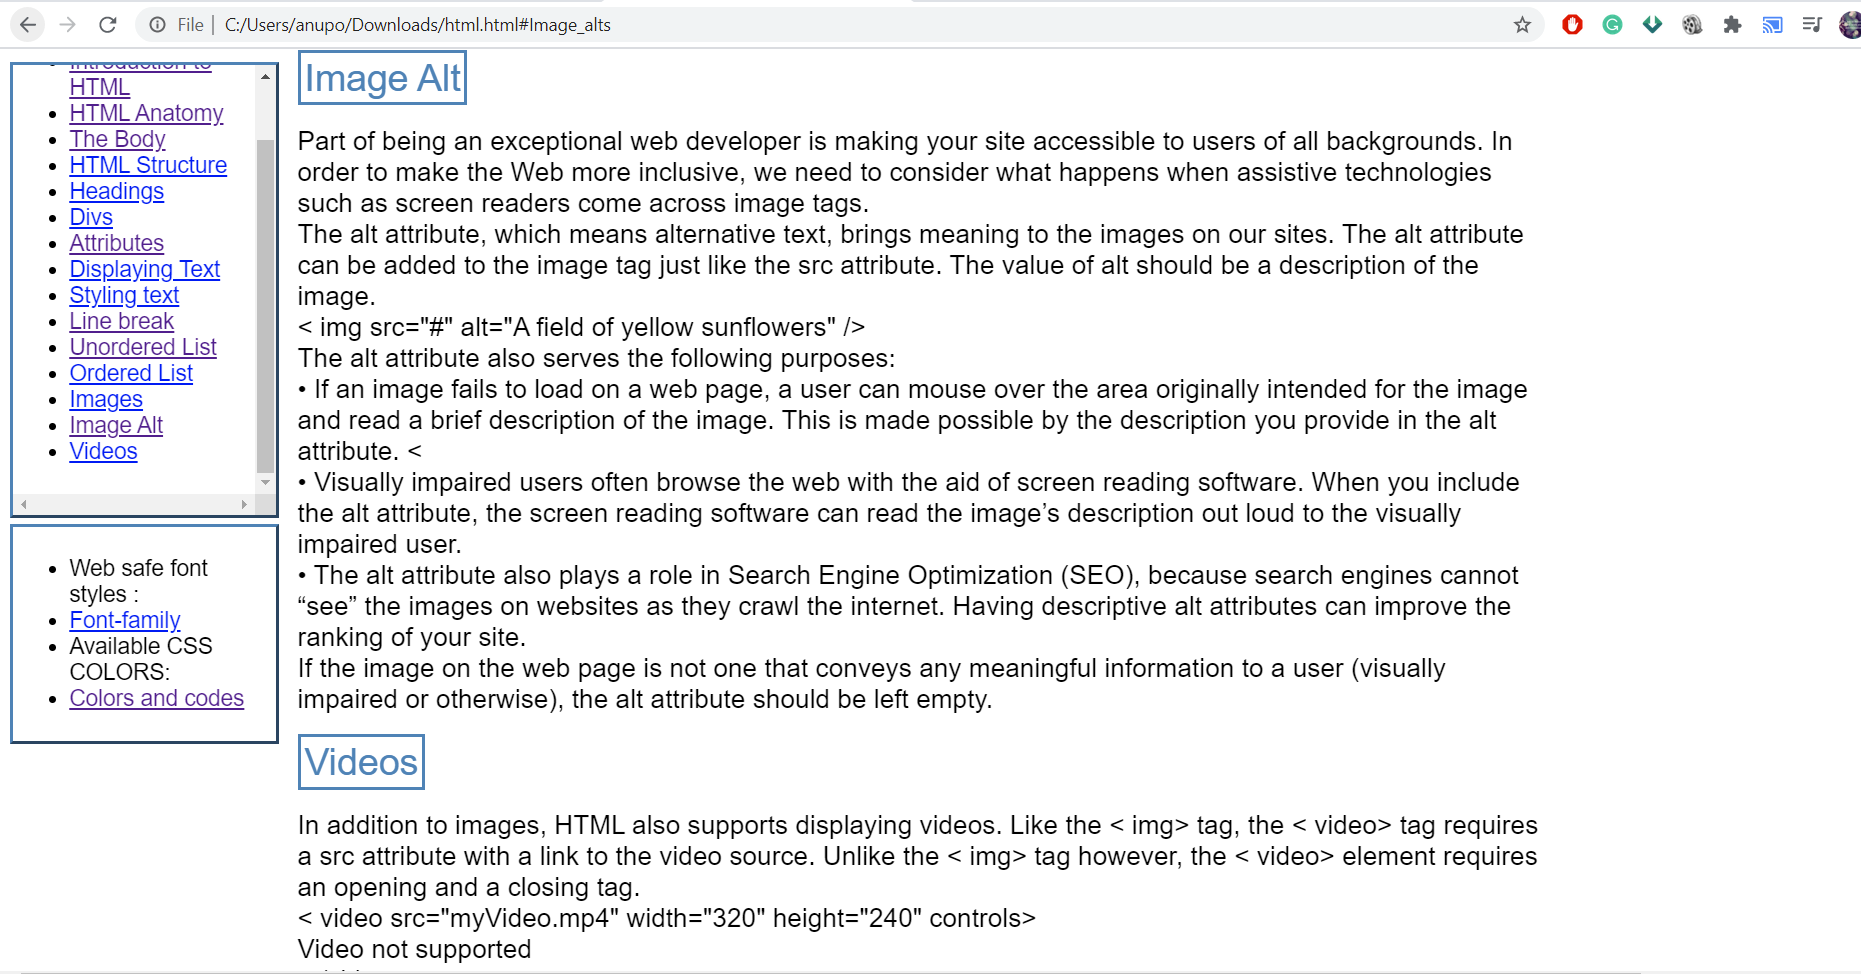 File | C:/Users/anupo/Downloads/html.html#Image_alts
Introduction to
HTML
• HTML Anatomy
• The Body
• HTML Structure
• Headings
• Divs
• Attributes
• Displaying Text
• Styling text
• Line break
• Unordered List
• Ordered List
• Images
• Image Alt
• Videos
• Web safe font
styles :
• Font-family
• Available CSS
COLORS:
• Colors and codes
Image Alt
Part of being an exceptional web developer is making your site accessible to users of all backgrounds. In
order to make the Web more inclusive, we need to consider what happens when assistive technologies
such as screen readers come across image tags.
The alt attribute, which means alternative text, brings meaning to the images on our sites. The alt attribute
can be added to the image tag just like the src attribute. The value of alt should be a description of the
image.
< img src="#" alt="A field of yellow sunflowers" />
The alt attribute also serves the following purposes:
• If an image fails to load on a web page, a user can mouse over the area originally intended for the image
and read a brief description of the image. This is made possible by the description you provide in the alt
attribute. <
• Visually impaired users often browse the web with the aid of screen reading software. When you include
the alt attribute, the screen reading software can read the image’s description out loud to the visually
impaired user.
• The alt attribute also plays a role in Search Engine Optimization (SEO), because search engines cannot
“see” the images on websites as they crawl the internet. Having descriptive alt attributes can improve the
ranking of your site.
If the image on the web page is not one that conveys any meaningful information to a user (visually
impaired or otherwise), the alt attribute should be left empty.
Videos
In addition to images, HTML also supports displaying videos. Like the < img> tag, the < video> tag requires
a src attribute with a link to the video source. Unlike the < img> tag however, the < video> element requires
an opening and a closing tag.
< video src="myVideo.mp4" width="320" height="240" controls>
Video not supported